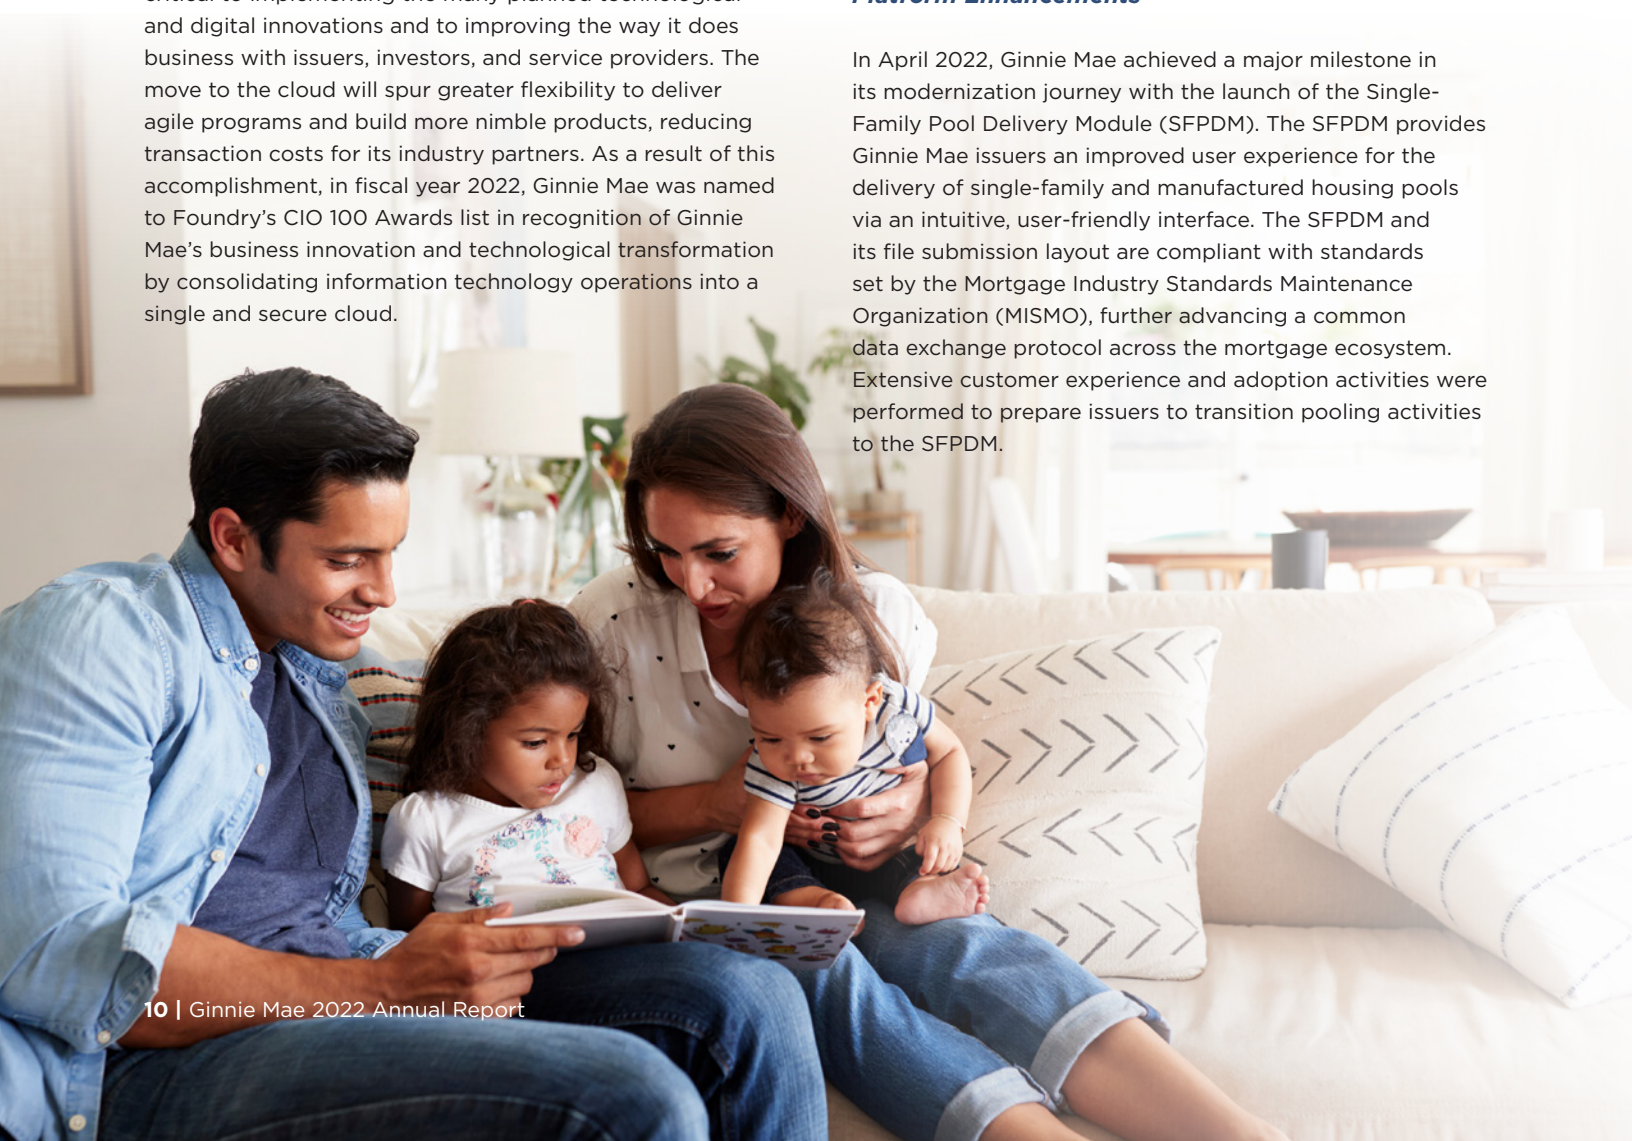 critical to implementing the many planned technological
and digital innovations and to improving the way it does
business with issuers, investors, and service providers. The
move to the cloud will spur greater flexibility to deliver
agile programs and build more nimble products, reducing
transaction costs for its industry partners. As a result of this
accomplishment, in fiscal year 2022, Ginnie Mae was named
to Foundry’s CIO 100 Awards list in recognition of Ginnie
Mae’s business innovation and technological transformation
by consolidating information technology operations into a
single and secure cloud.
Platform Enhancements
In April 2022, Ginnie Mae achieved a major milestone in
its modernization journey with the launch of the Single-
Family Pool Delivery Module (SFPDM). The SFPDM provides
Ginnie Mae issuers an improved user experience for the
delivery of single-family and manufactured housing pools
via an intuitive, user-friendly interface. The SFPDM and
its file submission layout are compliant with standards
set by the Mortgage Industry Standards Maintenance
Organization (MISMO), further advancing a common
data exchange protocol across the mortgage ecosystem.
Extensive customer experience and adoption activities were
performed to prepare issuers to transition pooling activities
to the SFPDM.
10 | Ginnie Mae 2022 Annual Report